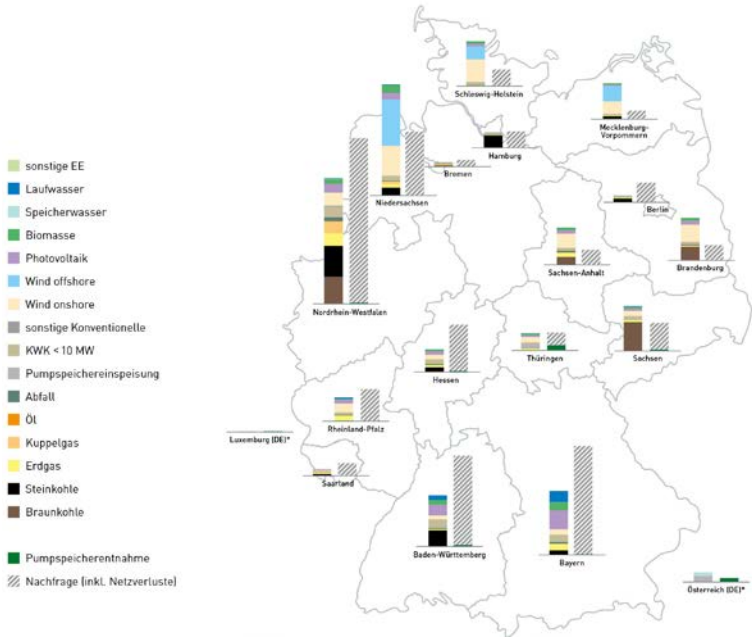 Schleswig-Holstein
Mecklenburg-
Vorpommern
Hamburg
Bremen
Niedersachsen
Berlin
Brandenburg
Sachsen-Anhalt
Nordrhein-Westfalen
Sachsen
Thüringen
Hessen
Rheinland-Pfalz
Luxemburg (DE)*
Saarland
Baden-Württemberg
Bayern
Österreich (DE)*
sonstige EE
Laufwasser
Speicherwasser
Biomasse
Photovoltaik
Wind offshore
Wind onshore
sonstige Konventionelle
KWK < 10 MW
Pumpspeichereinspeisung
Abfall
Öl
Kuppelgas
Erdgas
Steinkohle
Braunkohle
Pumpspeicherentnahme
Nachfrage (inkl. Netzverluste)